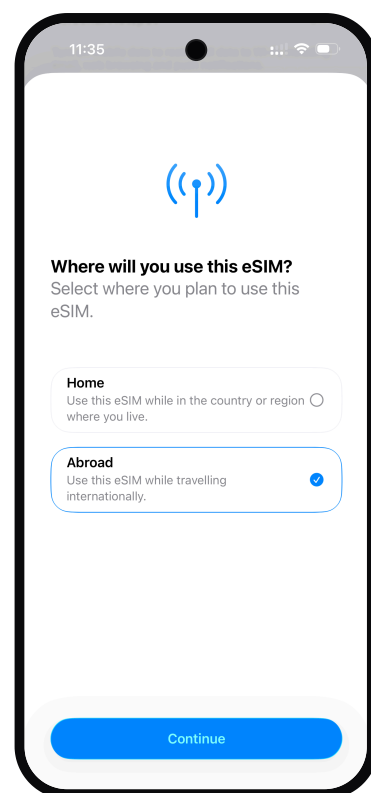 11:35
Where will you use this eSIM?
Select where you plan to use this
eSIM.
Home
Use this eSIM while in the country or region
where you live.
Abroad
Use this eSIM while travelling
internationally.
Continue